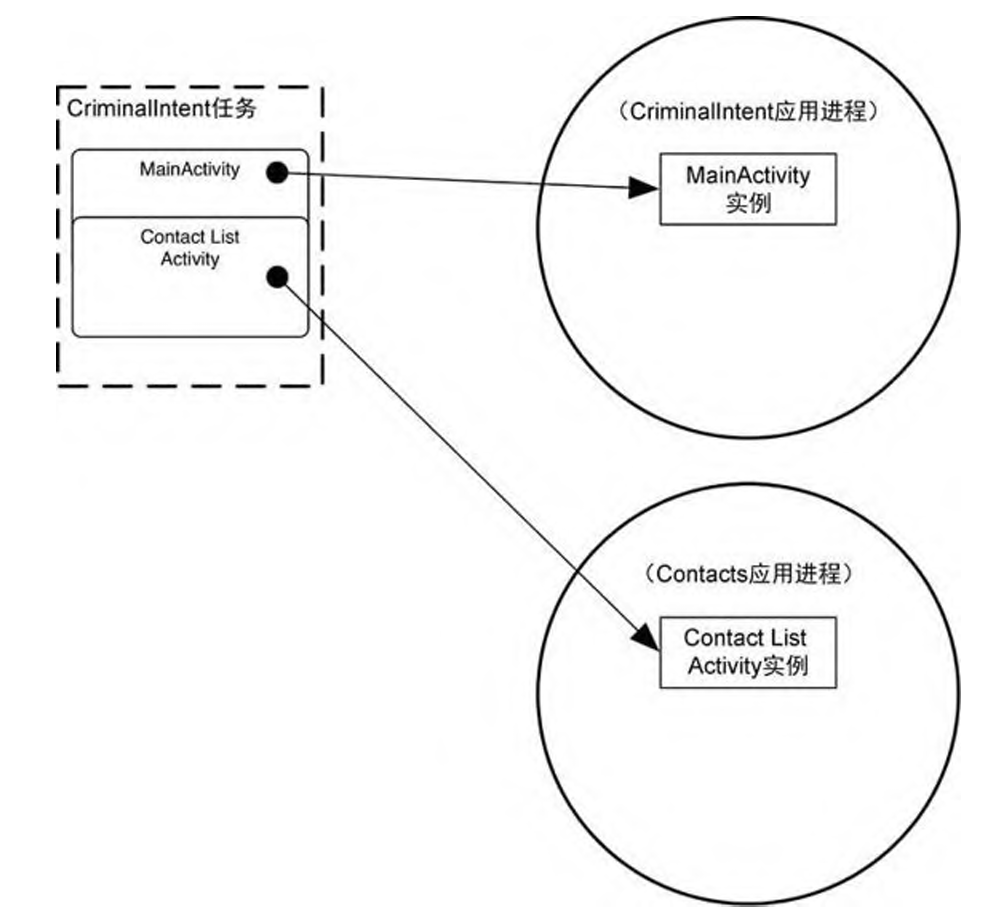 CriminalIntent任务
MainActivity
Contact List
Activity
（CriminalIntent应用进程）
MainActivity
实例
（Contacts应用进程）
Contact List
Activity实例